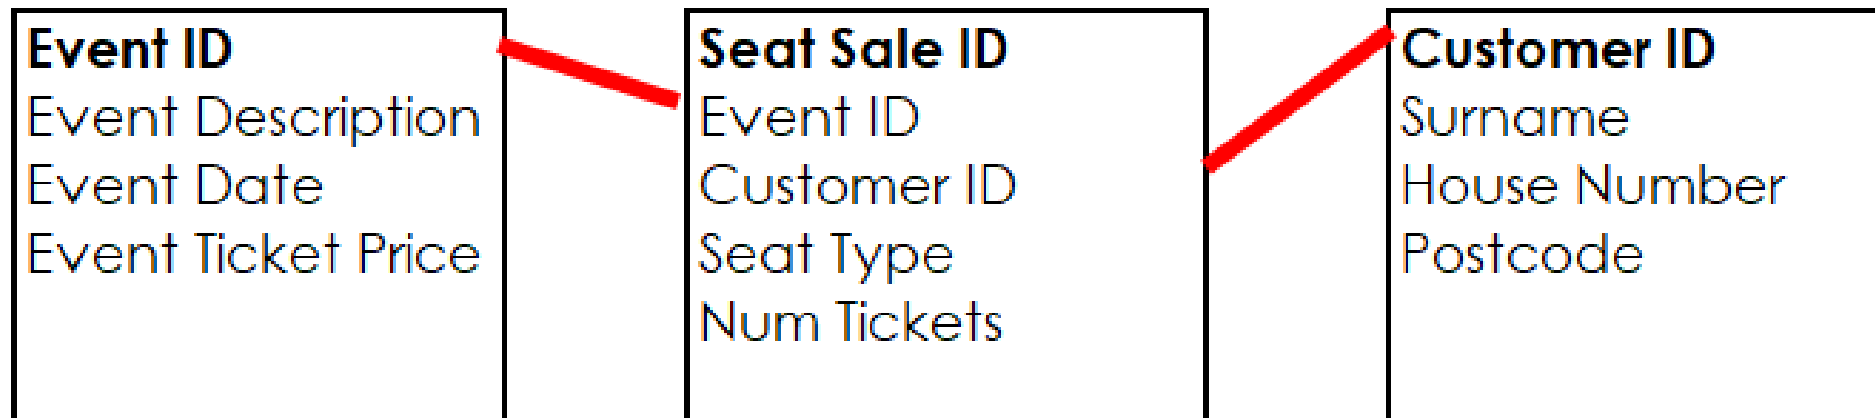 Event ID
Event Description
Event Date
Event Ticket Price
Seat Sale ID
Event ID
Customer ID
Seat Type
Num Tickets
Customer ID
Surname
House Number
Postcode